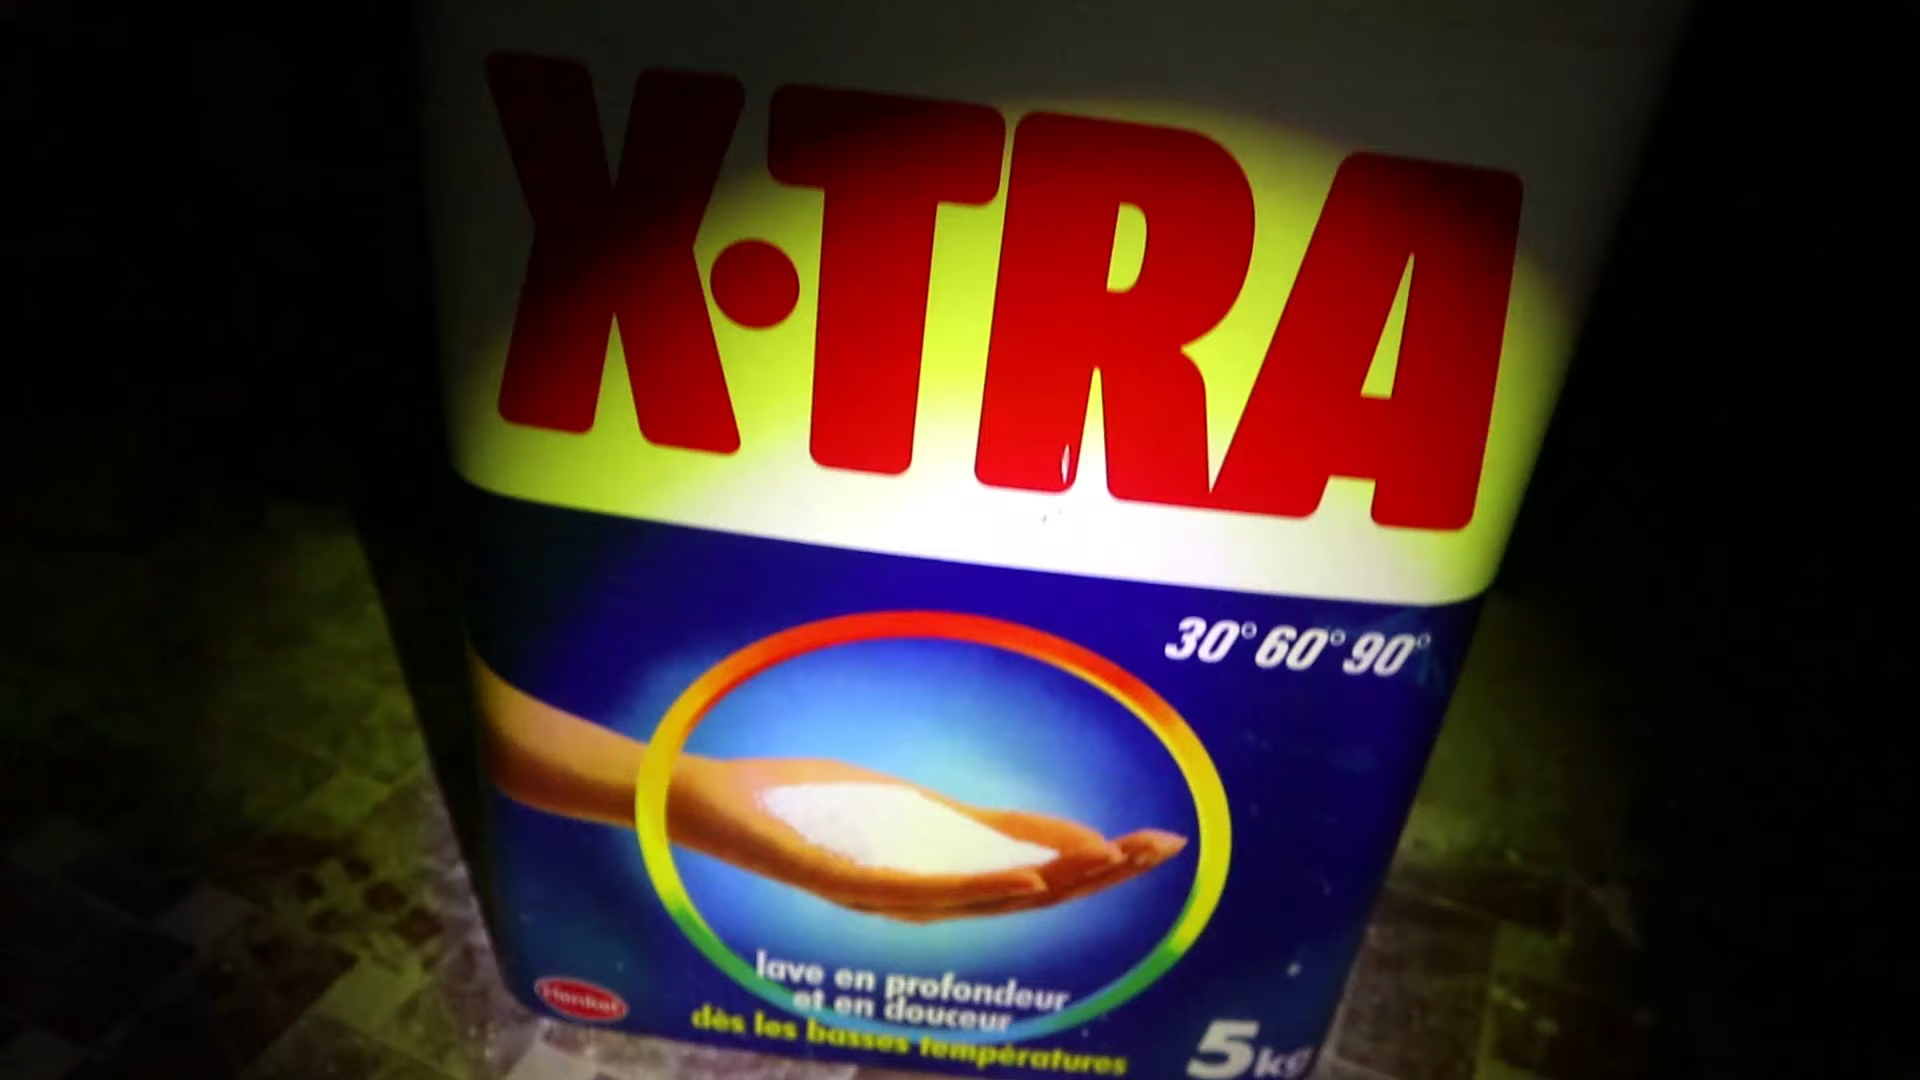 X·TRA
30° 60° 90°
lave en profondeur
et en douceur
dès les basses températures
Henkel
5kg